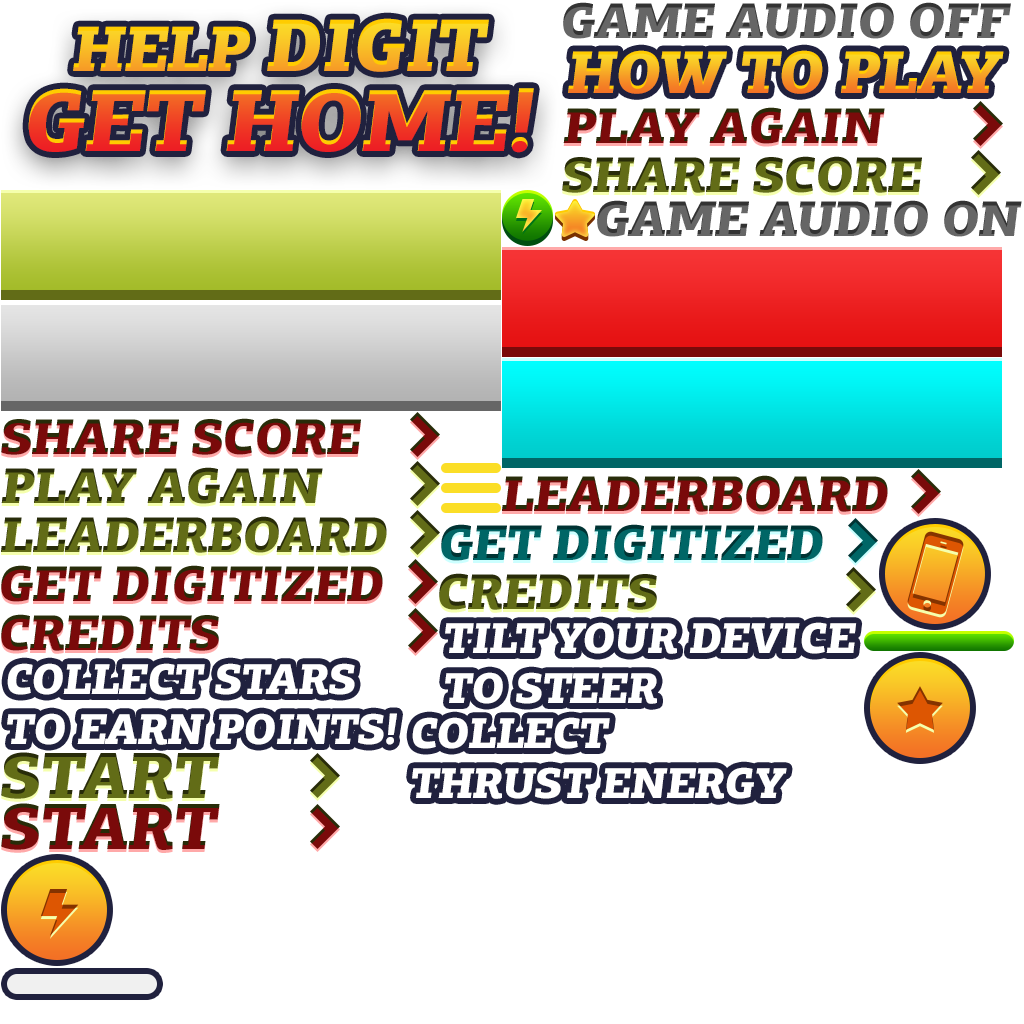 HELP DIGIT
GET HOME!
GAME AUDIO OFF
HOW TO PLAY
PLAY AGAIN
SHARE SCORE
GAME AUDIO ON
SHARE SCORE
PLAY AGAIN
LEADERBOARD
GET DIGITIZED
CREDITS
COLLECT STARS
TO EARN POINTS!
START
START
LEADERBOARD
GET DIGITIZED
CREDITS
TILT YOUR DEVICE
TO STEER
COLLECT
THRUST ENERGY